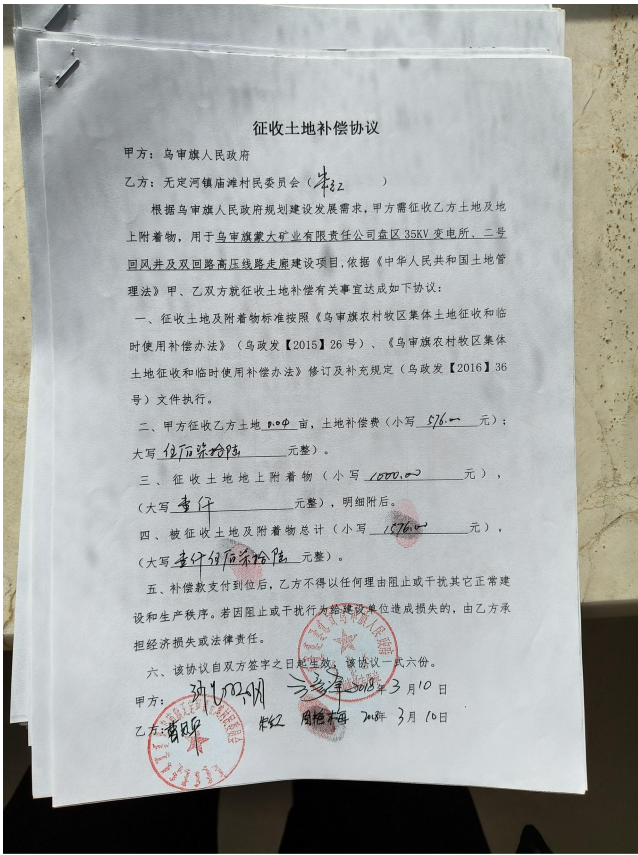 征收土地补偿协议
甲方：乌审旗人民政府
乙方：无定河镇庙滩村民委员会（朱红）
根据乌审旗人民政府规划建设发展需求，甲方需征收乙方土地及地
上附着物，用于乌审旗蒙大矿业有限责任公司盘区35KV变电所、二号
回风井及双回路高压线路走廊建设项目,依据《中华人民共和国土地管
理法》甲、乙双方就征收土地补偿有关事宜达成如下协议：
一、征收土地及附着物标准按照《乌审旗农村牧区集体土地征收和临
时使用补偿办法》（乌政发【2015】26号）、《乌审旗农村牧区集体
土地征收和临时使用补偿办法》修订及补充规定（乌政发【2016】36
号）文件执行。
二、甲方征收乙方土地0.04亩，土地补偿费（小写576.00元）；
大写伍佰柒拾陆元整）。
三、征收土地地上附着物（小写1000.00元），
（大写壹仟元整），明细附后。
四、被征收土地及附着物总计（小写1576.00元），
（大写壹仟伍佰柒拾陆元整）。
五、补偿款支付到位后，乙方不得以任何理由阻止或干扰其它正常建
设和生产秩序。若因阻止或干扰行为给建设单位造成损失的，由乙方承
担经济损失或法律责任。
六、该协议自双方签字之日起生效，该协议一式六份。
甲方：2018年3月10日
乙方：朱红 周艳梅 2018年3月10日